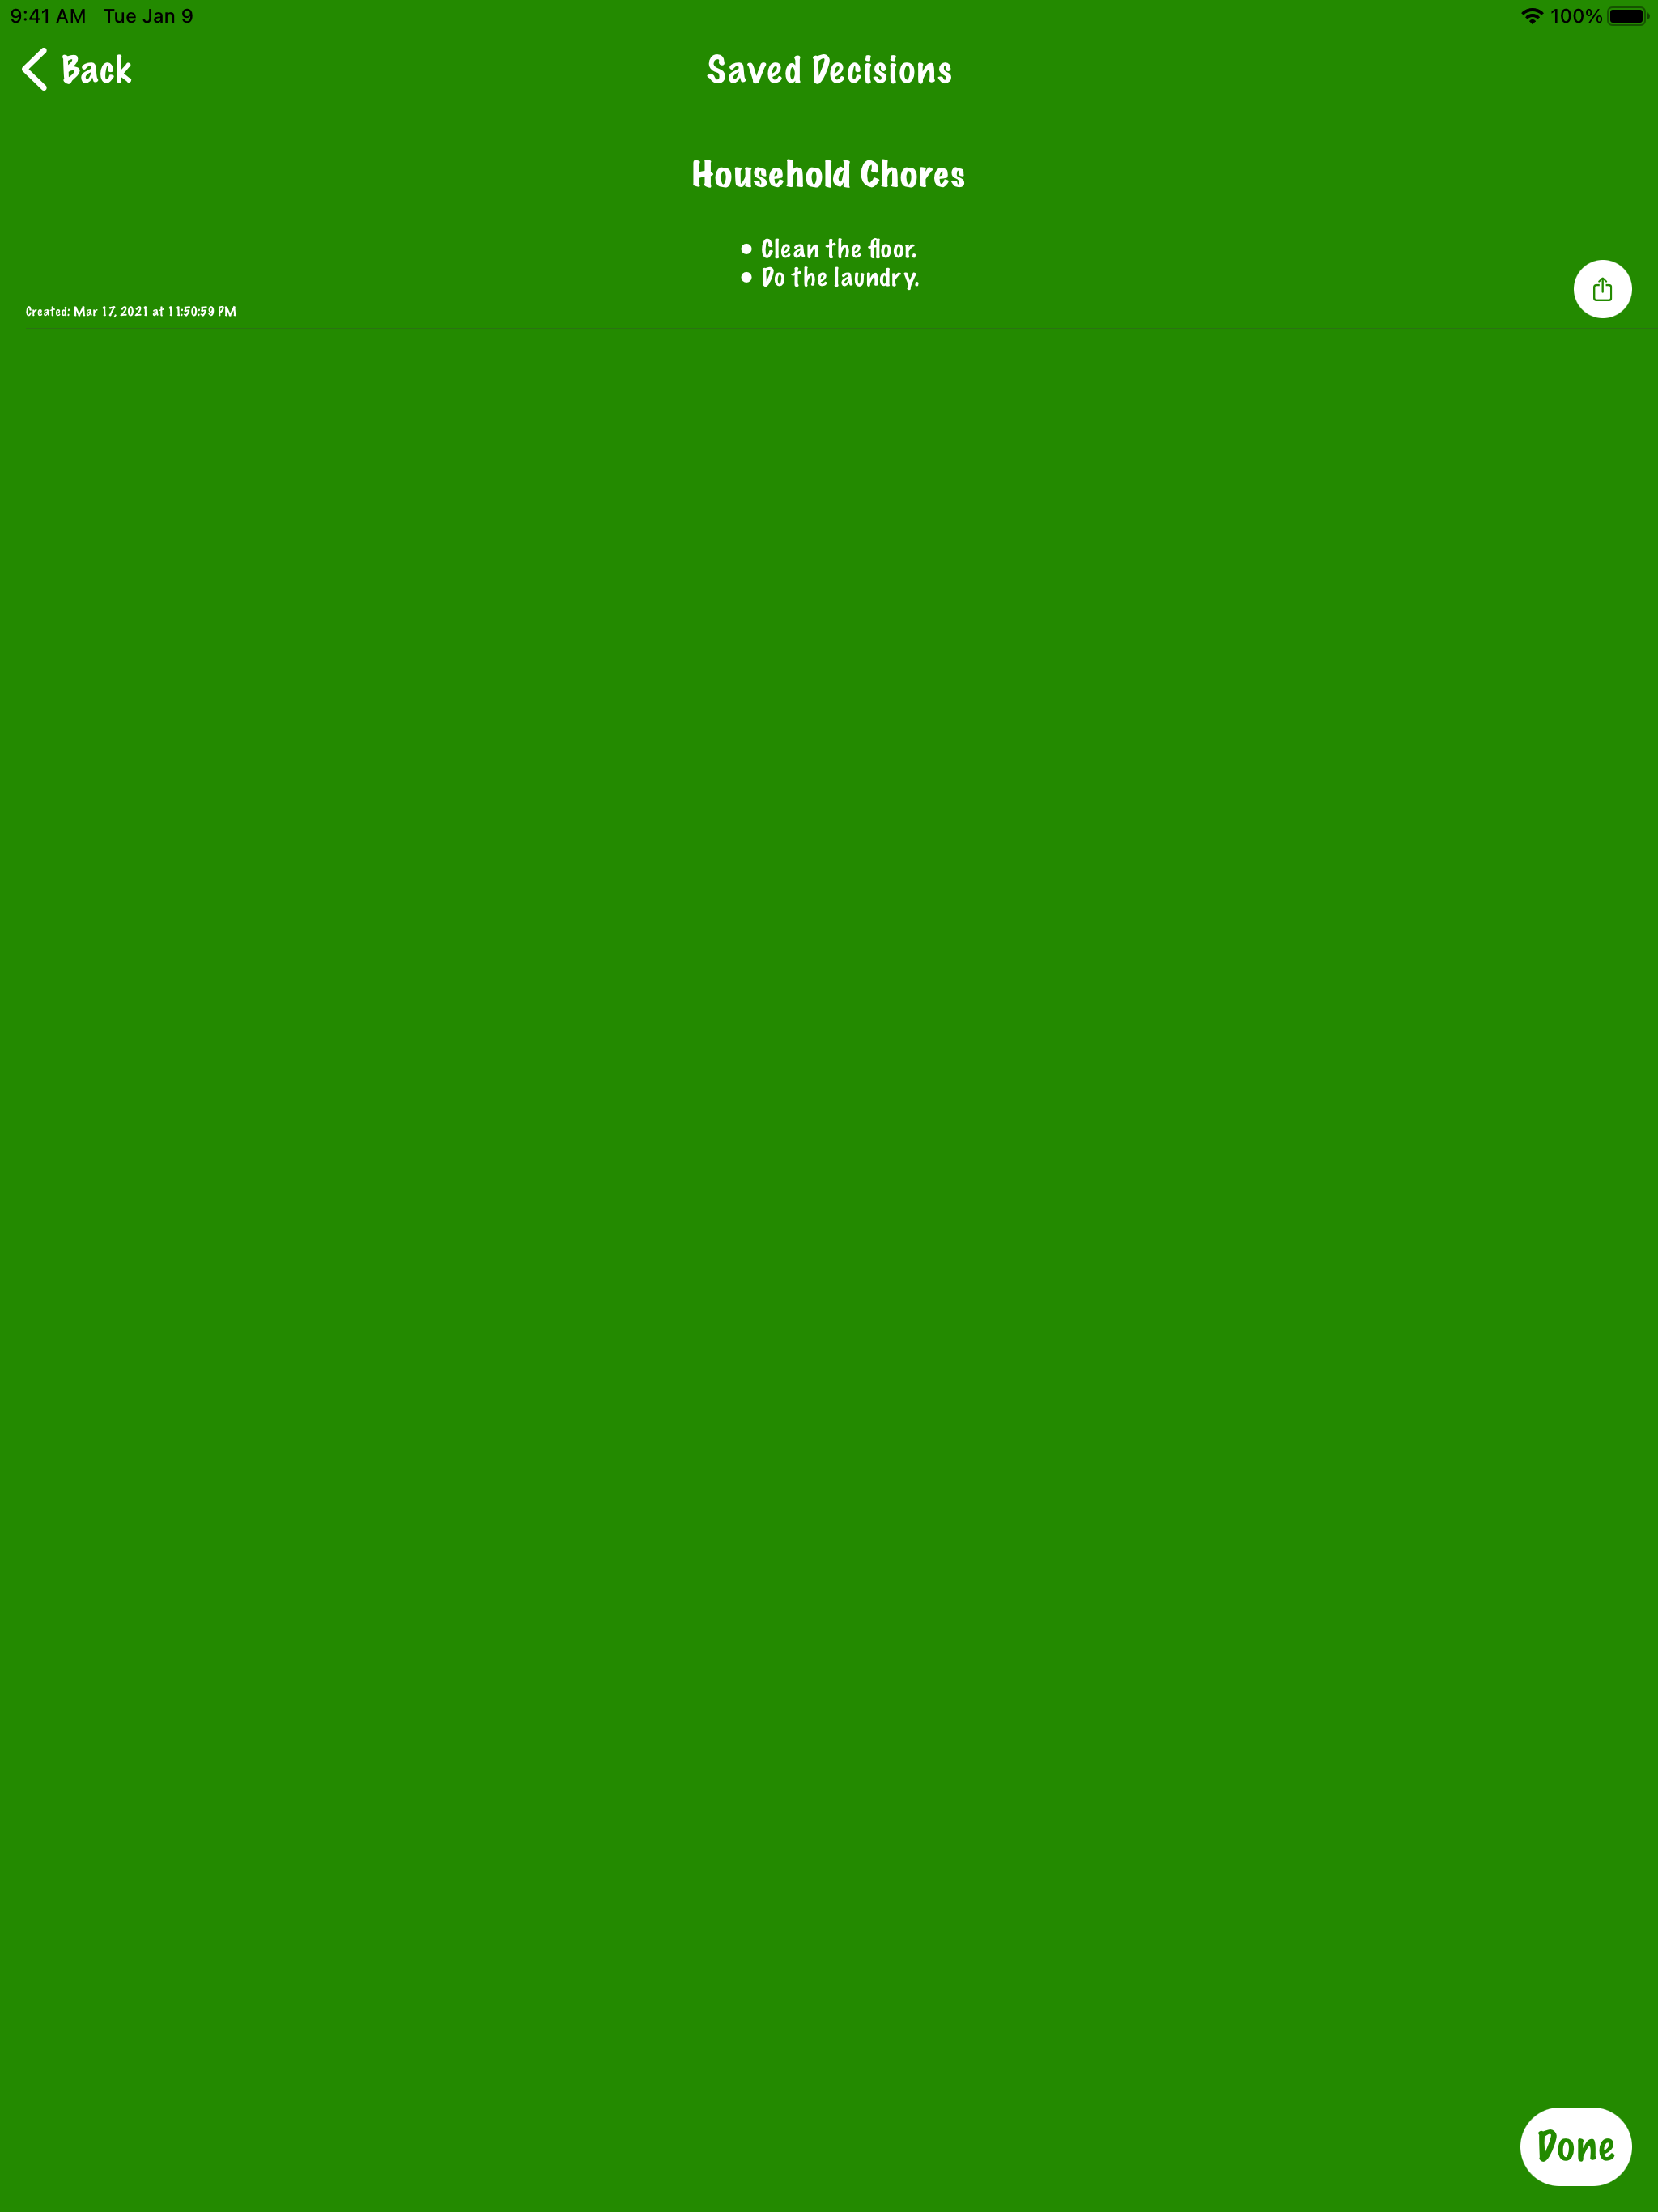 9:41 AM Tue Jan 9 100%
Back Saved Decisions
Household Chores
• Clean the floor.
• Do the laundry.
Created: Mar 17, 2021 at 11:50:59 PM
Done